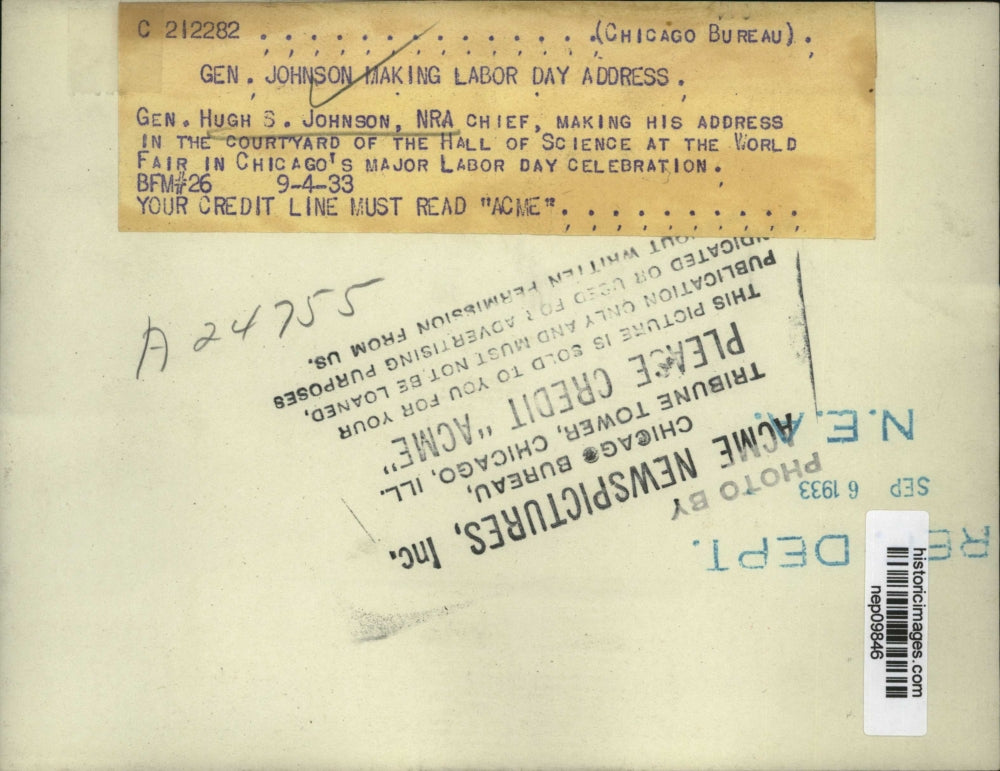 C 212282 . . . . . . . . . . . . . . (CHICAGO BUREAU) .
GEN. JOHNSON MAKING LABOR DAY ADDRESS.
GEN. HUGH S. JOHNSON, NRA CHIEF, MAKING HIS ADDRESS
IN THE COURTYARD OF THE HALL OF SCIENCE AT THE WORLD
FAIR IN CHICAGO'S MAJOR LABOR DAY CELEBRATION.
BFM#26 9-4-33
YOUR CREDIT LINE MUST READ "ACME". . . . . . . . . .
A 24755
PHOTO BY
ACME NEWSPICTURES, Inc.
CHICAGO BUREAU,
TRIBUNE TOWER, CHICAGO, ILL.
PLEASE CREDIT "ACME"
THIS PICTURE IS SOLD TO YOU FOR YOUR
PUBLICATION ONLY AND MUST NOT BE LOANED,
INDICATED OR USED FOR ADVERTISING PURPOSES
WITHOUT WRITTEN PERMISSION FROM US.
DEPT.
SEP 6 1933
N.E.A.
historicimages.com
nep09846